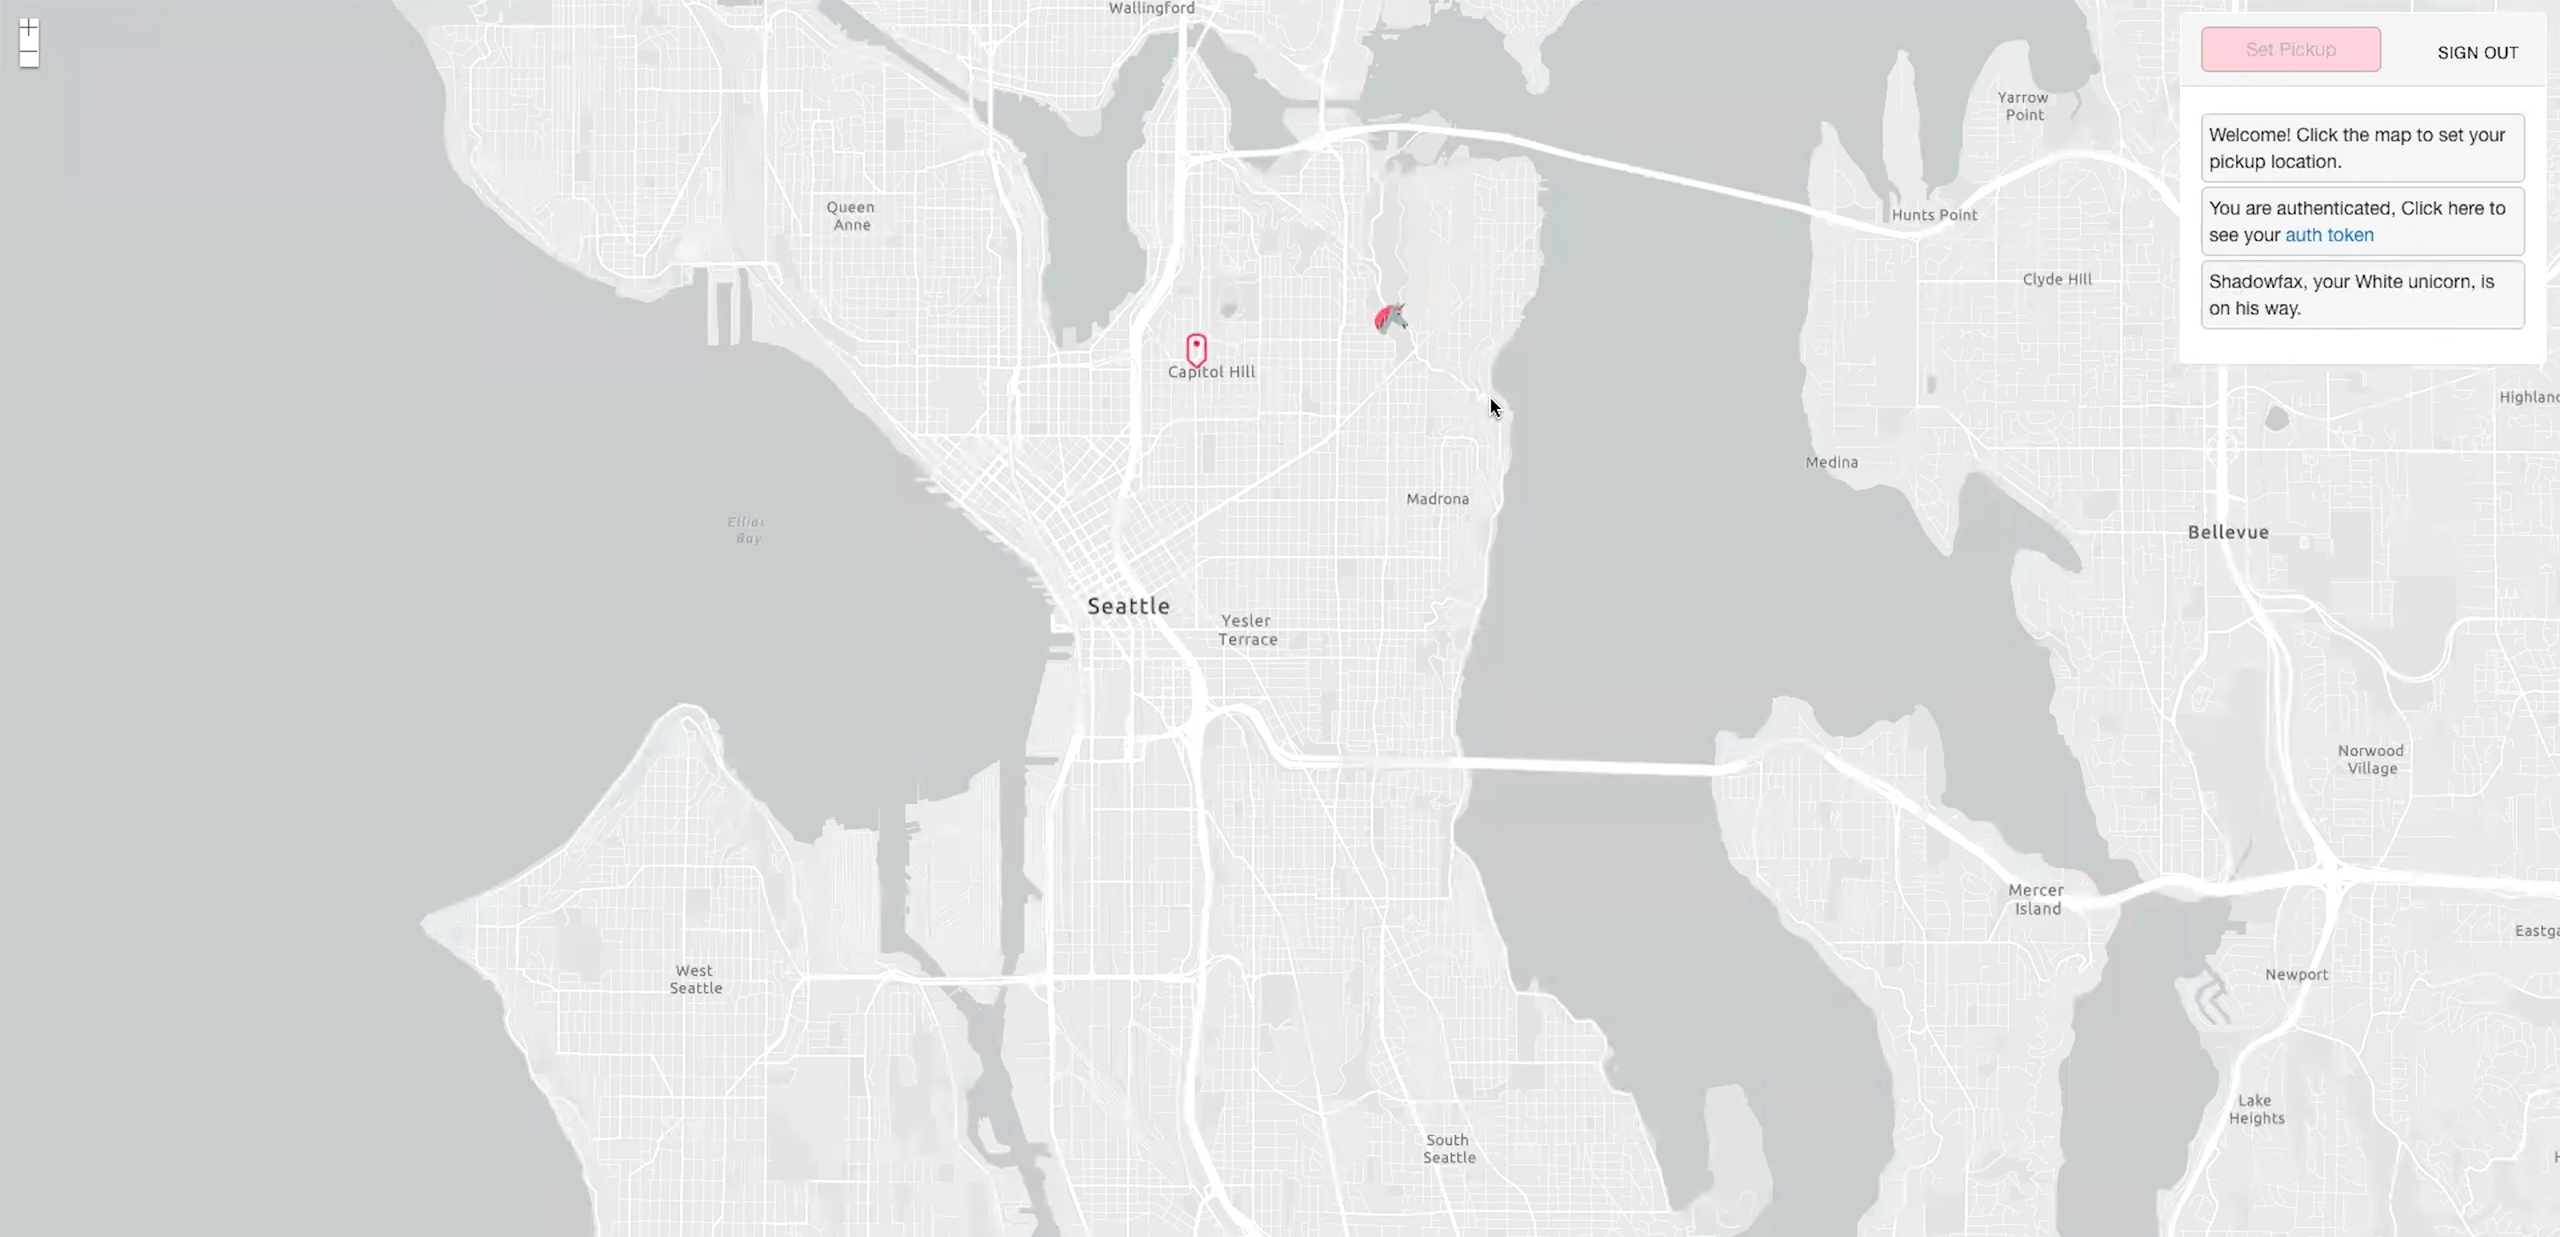 Wallingford
Set Pickup
SIGN OUT
Welcome! Click the map to set your
pickup location.
You are authenticated, Click here to
see your auth token
Shadowfax, your White unicorn, is
on his way.
Yarrow
Point
Queen
Anne
Hunts Point
Clyde Hill
Capitol Hill
Highland
Medina
Madrona
Elliot
Bay
Bellevue
Seattle
Yesler
Terrace
Norwood
Village
Mercer
Island
Eastga
West
Seattle
Newport
Lake
Heights
South
Seattle
H